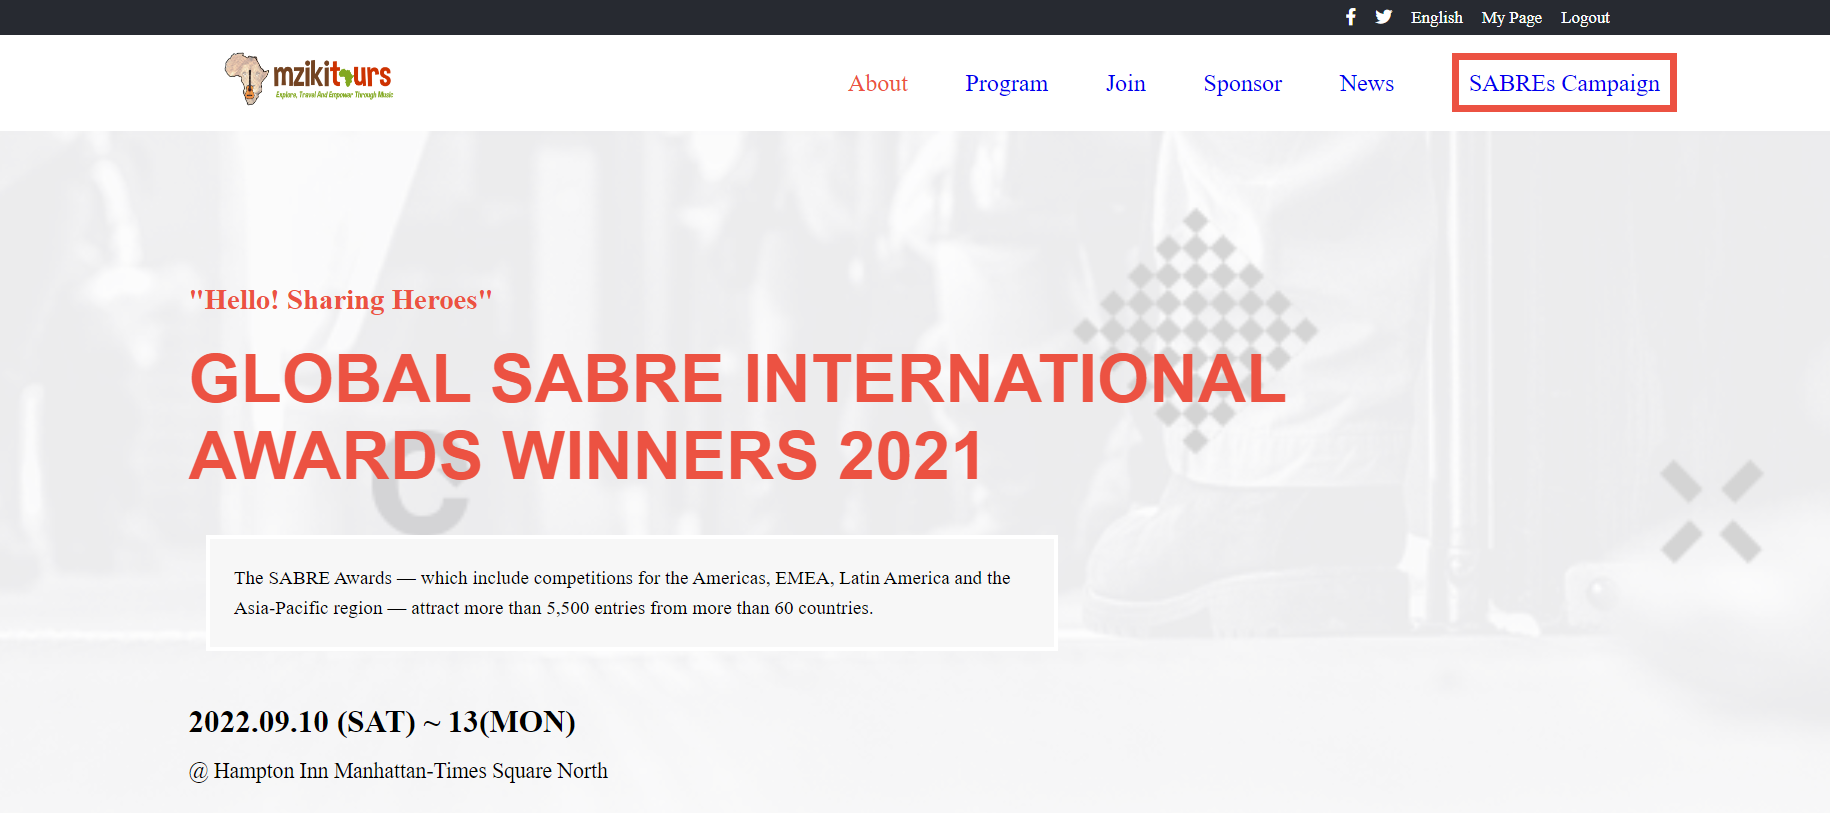 English My Page Logout
mzikitours
Explore, Travel And Empower Through Music
About Program Join Sponsor News SABREs Campaign
"Hello! Sharing Heroes"
GLOBAL SABRE INTERNATIONAL
AWARDS WINNERS 2021
C
The SABRE Awards — which include competitions for the Americas, EMEA, Latin America and the
Asia-Pacific region — attract more than 5,500 entries from more than 60 countries.
2022.09.10 (SAT) ~ 13(MON)
@ Hampton Inn Manhattan-Times Square North